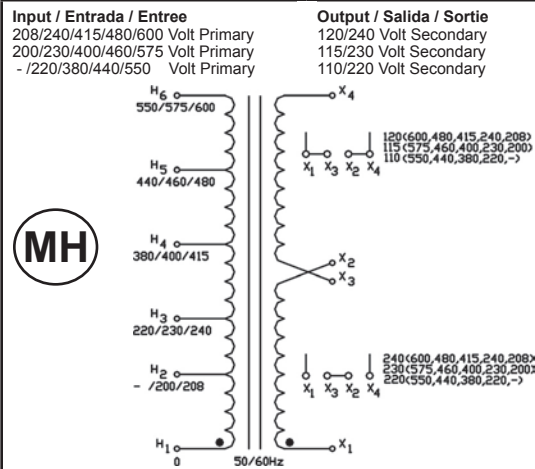 Input / Entrada / Entree
208/240/415/480/600 Volt Primary
200/230/400/460/575 Volt Primary
- /220/380/440/550 Volt Primary
Output / Salida / Sortie
120/240 Volt Secondary
115/230 Volt Secondary
110/220 Volt Secondary
MH
H6
550/575/600
H5
440/460/480
H4
380/400/415
H3
220/230/240
H2
- /200/208
H1
0
50/60Hz
X4
120(600,480,415,240,208)
115(575,460,400,230,200)
110(550,440,380,220,-)
X1 X3 X2 X4
X2
X3
240(600,480,415,240,208)
230(575,460,400,230,200)
220(550,440,380,220,-)
X1 X3 X2 X4
X1